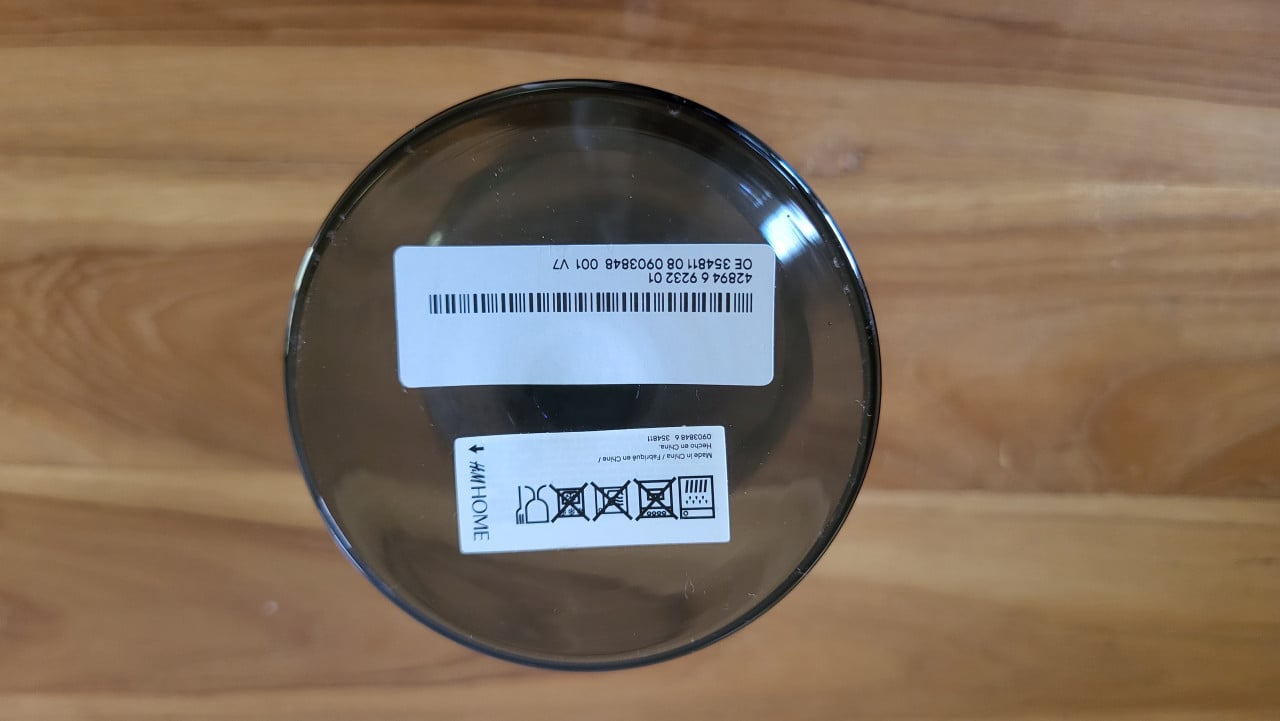 42894 6 9232 01
OE 354811 08 0903848 001 V7
H&M HOME
Made in China / Fabriqué en Chine /
Hecho en China.
0903848 6 354811